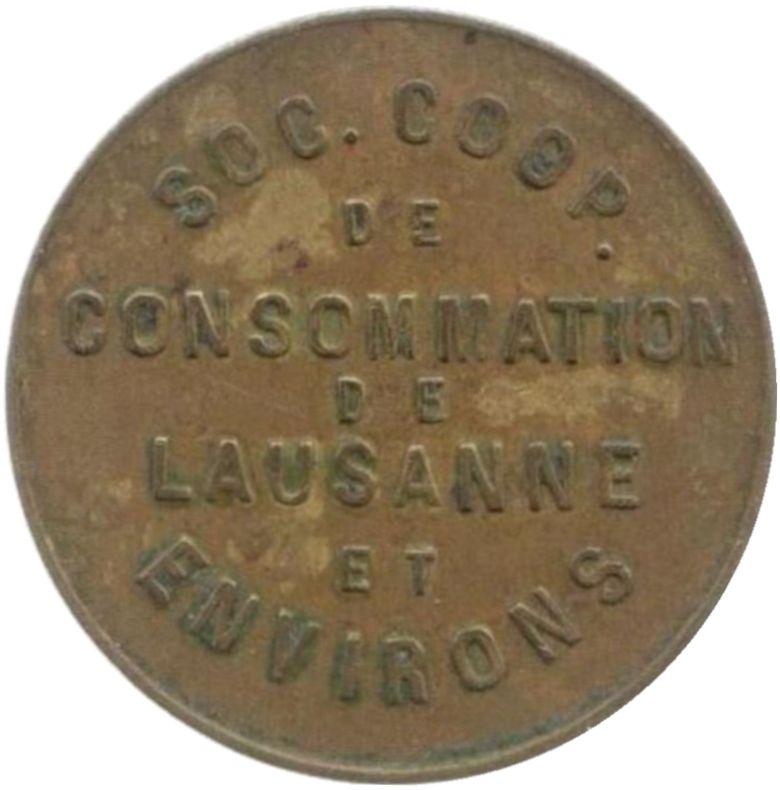 SOC. COOP.
DE
CONSOMMATION
DE
LAUSANNE
ET
ENVIRONS